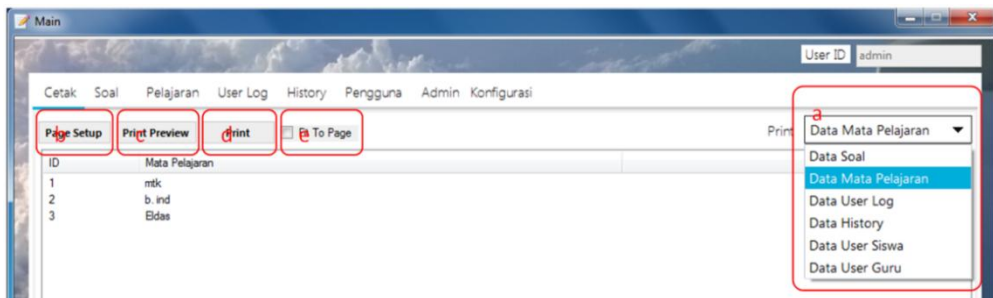 Main
User ID admin
Cetak Soal Pelajaran User Log History Pengguna Admin Konfigurasi
a
Page Setup Print Preview Print Fit To Page Print Data Mata Pelajaran
b c d e
ID Mata Pelajaran
Data Soal
1 mtk
Data Mata Pelajaran
2 b. ind
Data User Log
3 Eldas
Data History
Data User Siswa
Data User Guru